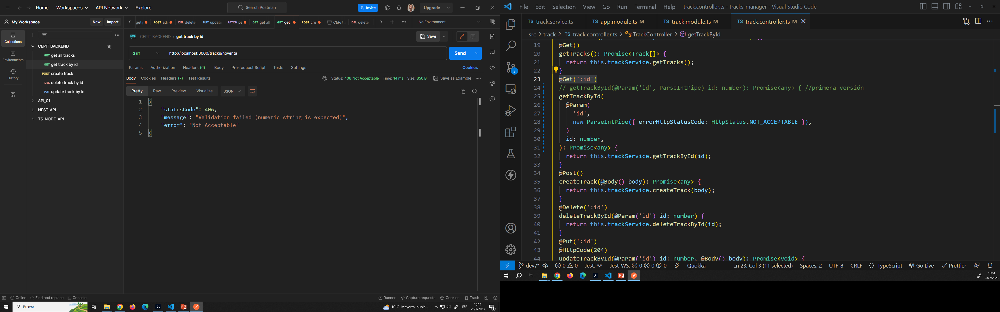 Home Workspaces API Network Explore
Search Postman
Invite
Upgrade
My Workspace
New Import
get
POST add
DEL delete
PUT update
PATCH pa
GET get all
GET get
POST cre
CEPIT
DEL delete
No Environment
Collections
Environments
History
CEPIT BACKEND
GET get all tracks
GET get track by id
POST create track
DEL delete track by id
PUT update track by id
API_01
NEST-API
TS-NODE-API
HTTP CEPIT BACKEND / get track by id
Save
GET http://localhost:3000/tracks/noventa
Send
Params Authorization Headers (6) Body Pre-request Script Tests Settings Cookies
Body Cookies Headers (7) Test Results
Status: 406 Not Acceptable Time: 14 ms Size: 350 B Save as Example
Pretty Raw Preview Visualize JSON
1 {
2 "statusCode": 406,
3 "message": "Validation failed (numeric string is expected)",
4 "error": "Not Acceptable"
5 }
Online Find and replace Console
Runner Capture requests Cookies Trash
Buscar
10°C Mayorm. nubla...
ESP
15:14
23/7/2023
1
File Edit Selection View Go Run Terminal Help
track.controller.ts - tracks-manager - Visual Studio Code
TS track.service.ts
TS app.module.ts M
TS track.module.ts M
TS track.controller.ts M
src > track > TS track.controller.ts > TrackController > getTrackById
3
19 @Get()
20 getTracks(): Promise<Track[]> {
21 return this.trackService.getTracks();
22 }
23 @Get(':id')
24 // getTrackById(@Param('id', ParseIntPipe) id: number): Promise<any> { //primera versión
25 getTrackById(
26 @Param(
27 'id',
28 new ParseIntPipe({ errorHttpStatusCode: HttpStatus.NOT_ACCEPTABLE }),
29 )
30 id: number,
31 ): Promise<any> {
32 return this.trackService.getTrackById(id);
33 }
34 @Post()
35 createTrack(@Body() body): Promise<any> {
36 return this.trackService.createTrack(body);
37 }
38 @Delete(':id')
39 deleteTrackById(@Param('id') id: number) {
40 return this.trackService.deleteTrackById(id);
41 }
42 @Put(':id')
43 @HttpCode(204)
44 updateTrackById(@Param('id') id: number, @Body() body): Promise<void> {
dev7* 0 0 Jest: Jest-WS: 0 0 0 Quokka
Ln 23, Col 3 (11 selected) Spaces: 2 UTF-8 CRLF {} TypeScript Go Live Prettier
15:14
23/7/2023